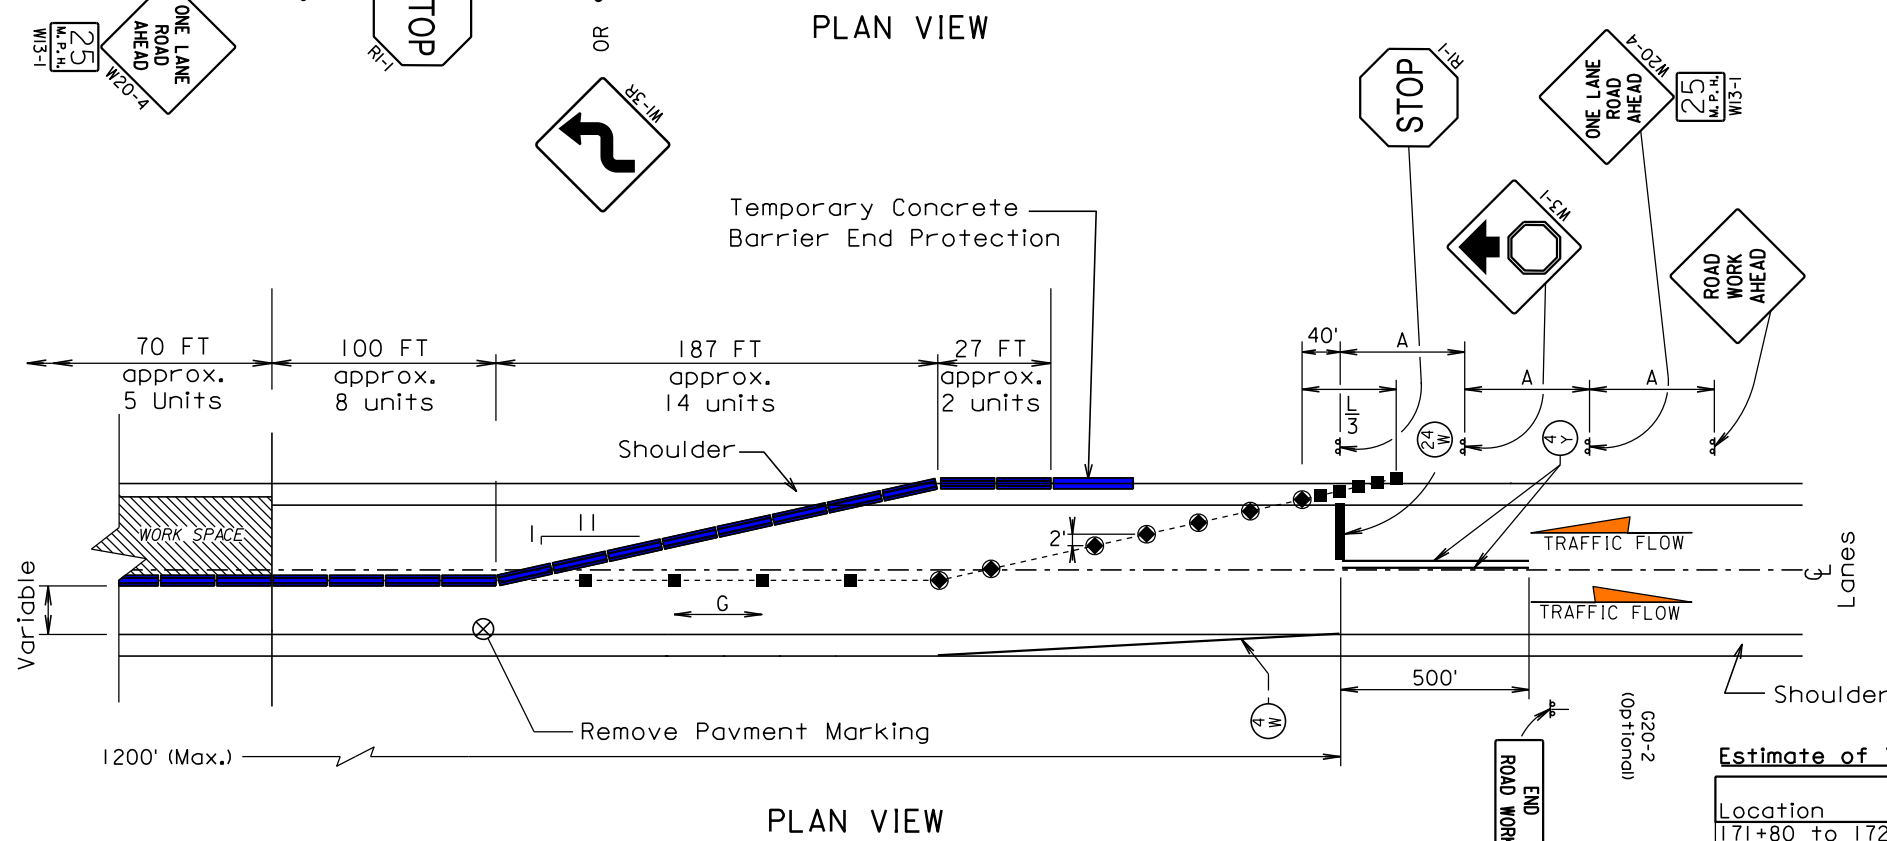 PLAN VIEW
25
M.P.H.
W13-1
ONE LANE
ROAD
AHEAD
W20-4
TOP
R1-1
OR
W1-3R
STOP
R1-1
ONE LANE
ROAD
AHEAD
W20-4
25
M.P.H.
W13-1
W3-1
ROAD
WORK
AHEAD
Temporary Concrete
Barrier End Protection
70 FT
approx.
5 Units
100 FT
approx.
8 units
187 FT
approx.
14 units
27 FT
approx.
2 units
40'
A
A
A
L
3
Shoulder
24
W
4
Y
WORK SPACE
1
11
2'
G
TRAFFIC FLOW
TRAFFIC FLOW
CL
Lanes
Variable
500'
Shoulder
4
W
Remove Pavment Marking
1200' (Max.)
G20-2
(Optional)
END
ROAD WORK
PLAN VIEW
Estimate of
Location
171+80 to 172